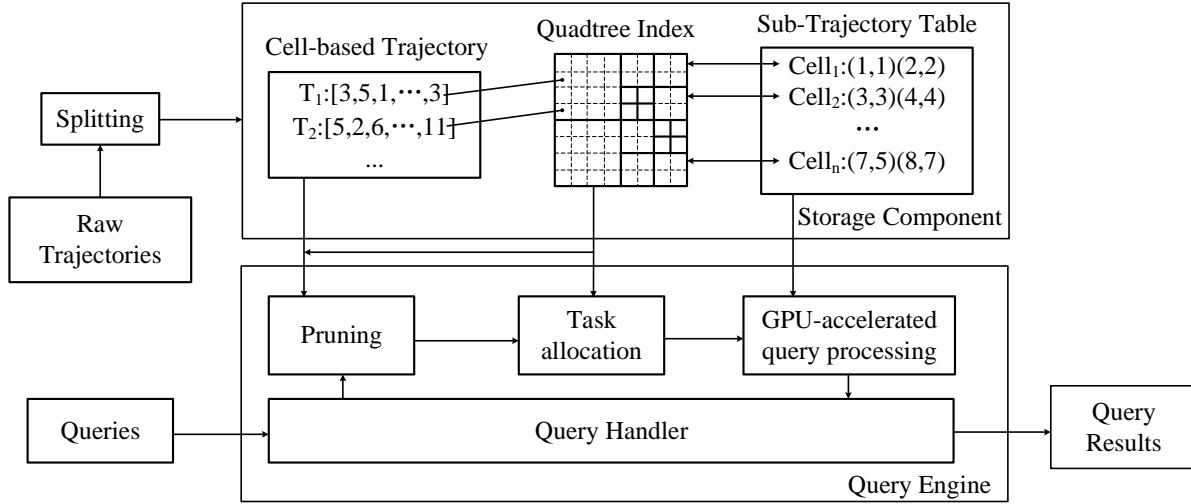 Cell-based Trajectory
T1:[3,5,1,⋯,3]
T2:[5,2,6,⋯,11]
...
Quadtree Index
Sub-Trajectory Table
Cell1:(1,1)(2,2)
Cell2:(3,3)(4,4)
...
Celln:(7,5)(8,7)
Storage Component
Splitting
Raw
Trajectories
Pruning
Task
allocation
GPU-accelerated
query processing
Queries
Query Handler
Query Engine
Query
Results